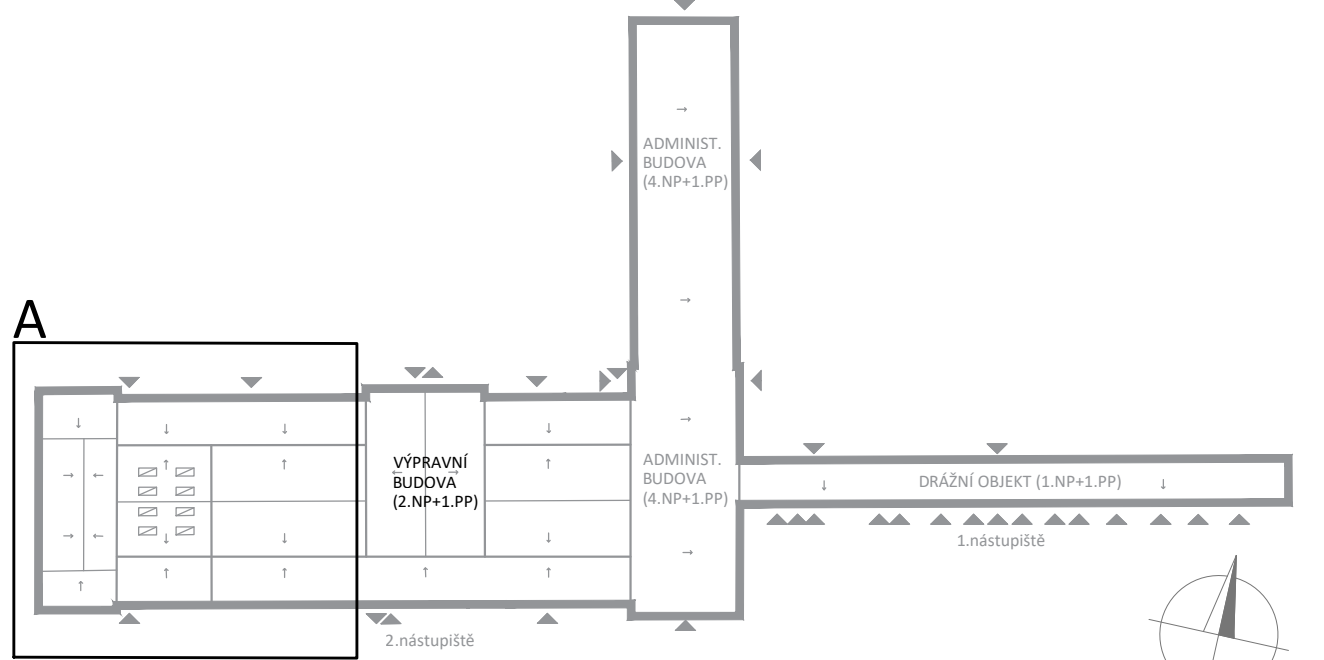 ADMINIST.
BUDOVA
(4.NP+1.PP)
A
VÝPRAVNÍ
BUDOVA
(2.NP+1.PP)
ADMINIST.
BUDOVA
(4.NP+1.PP)
DRÁŽNÍ OBJEKT (1.NP+1.PP)
1.nástupiště
2.nástupiště